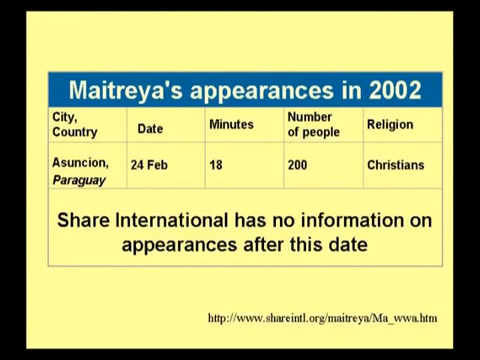 Maitreya's appearances in 2002
City,
Country
Date
Minutes
Number
of people
Religion
Asuncion,
Paraguay
24 Feb
18
200
Christians
Share International has no information on
appearances after this date
http://www.shareintl.org/maitreya/Ma_wwa.htm